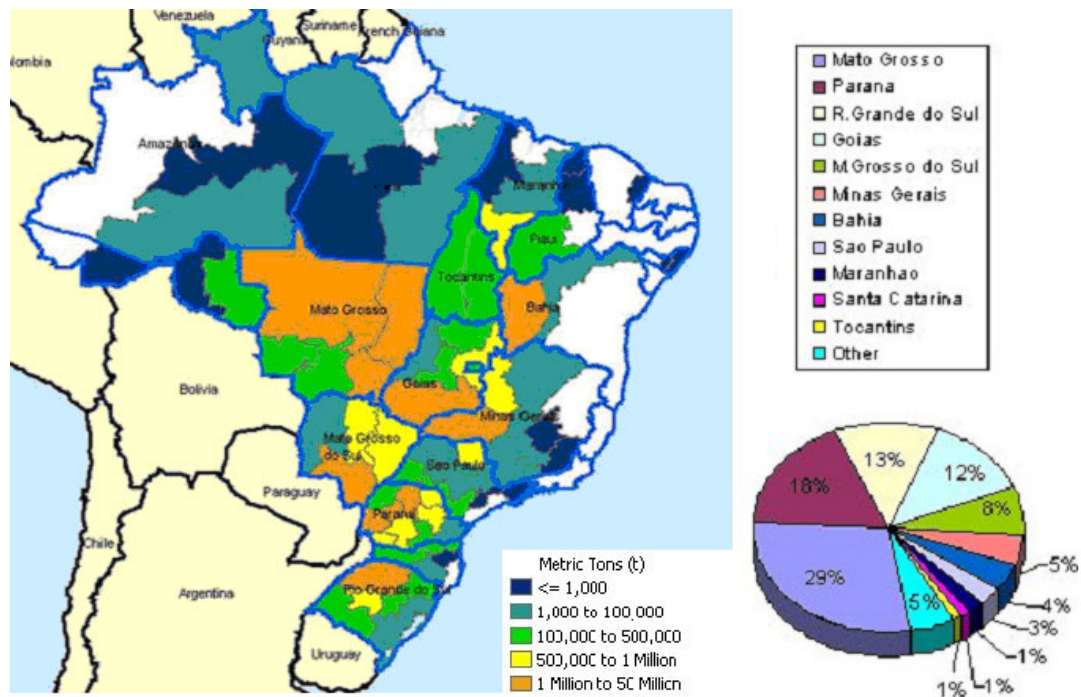 Venezuela
Guyana
Suriname
French Guiana
Amazonas
Maranhao
Piaui
Tocantins
Bahia
Mato Grosso
Bolivia
Goias
Minas Gerais
Mato Grosso
do Sul
Sao Paulo
Paraguay
Parana
Chile
Rio Grande do Sul
Argentina
Uruguay
Metric Tons (t)
<= 1,000
1,000 to 100,000
100,000 to 500,000
500,000 to 1 Million
1 Million to 50 Million
Mato Grosso
Parana
R.Grande do Sul
Goias
M.Grosso do Sul
Minas Gerais
Bahia
Sao Paulo
Maranhao
Santa Catarina
Tocantins
Other
13%
12%
18%
8%
29%
5%
5%
4%
3%
1%
1%
1%